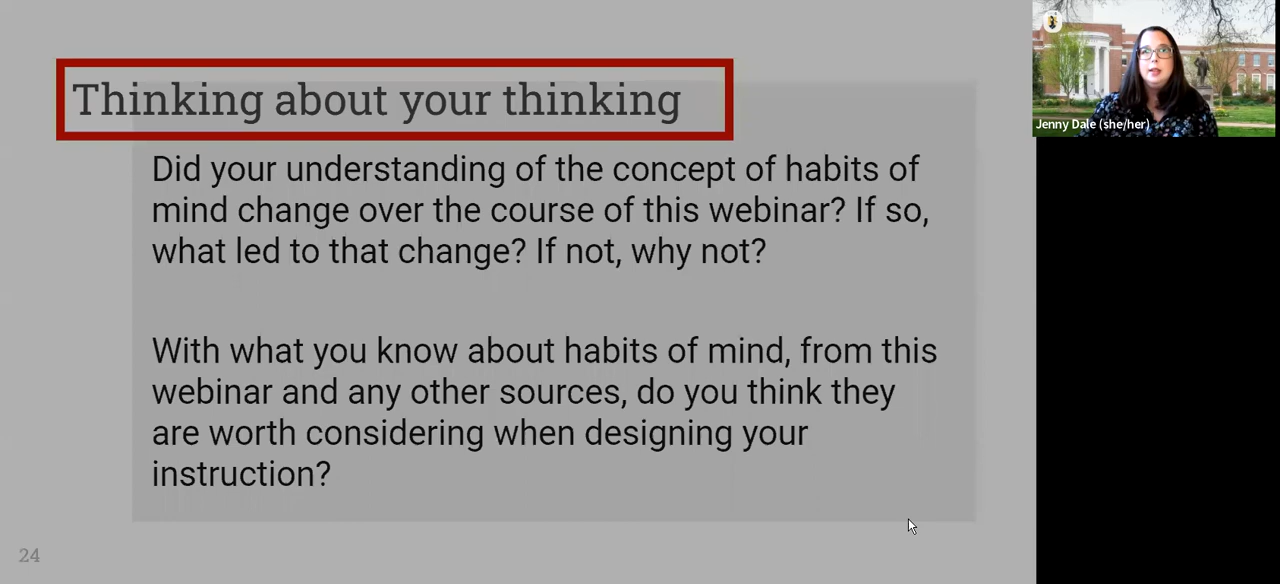 Thinking about your thinking
Did your understanding of the concept of habits of
mind change over the course of this webinar? If so,
what led to that change? If not, why not?
With what you know about habits of mind, from this
webinar and any other sources, do you think they
are worth considering when designing your
instruction?
24
Jenny Dale (she/her)